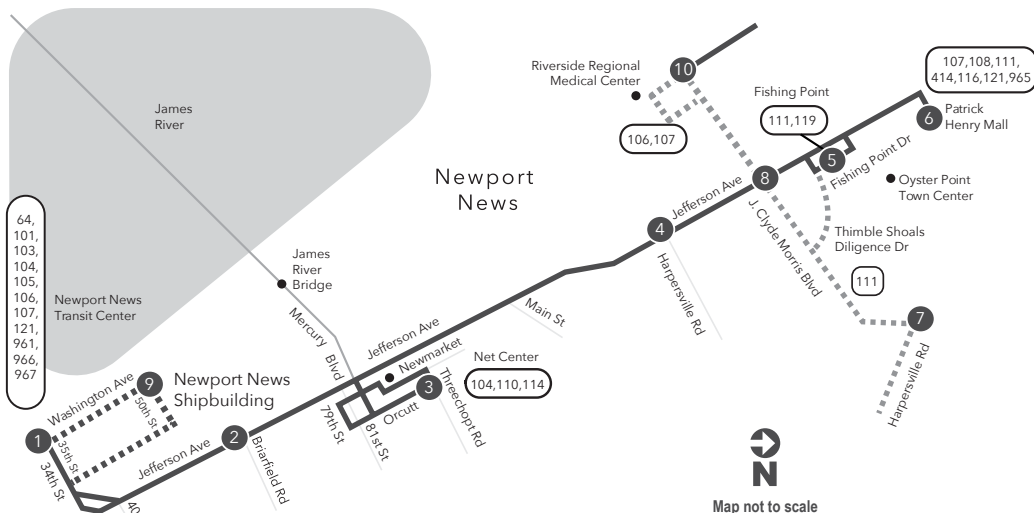 107,108,111,
414,116,121,965
10
Riverside Regional
Medical Center
Fishing Point
111,119
106,107
6
Patrick
Henry Mall
5
Fishing Point Dr
8
Oyster Point
Town Center
James
River
Newport
News
Jefferson Ave
J. Clyde Morris Blvd
4
Thimble Shoals
Diligence Dr
111
Harpersville Rd
7
Harpersville Rd
64,
101,
103,
104,
105,
106,
107,
121,
961,
966,
967
Newport News
Transit Center
James
River
Bridge
Mercury
Blvd
Jefferson Ave
Main St
Newmarket
Net Center
104,110,114
3
Threechopt Rd
Orcutt
79th St
81st St
Washington Ave
9
50th St
Newport News
Shipbuilding
1
35th St
34th St
Jefferson Ave
2
Briarfield Rd
40
N
Map not to scale